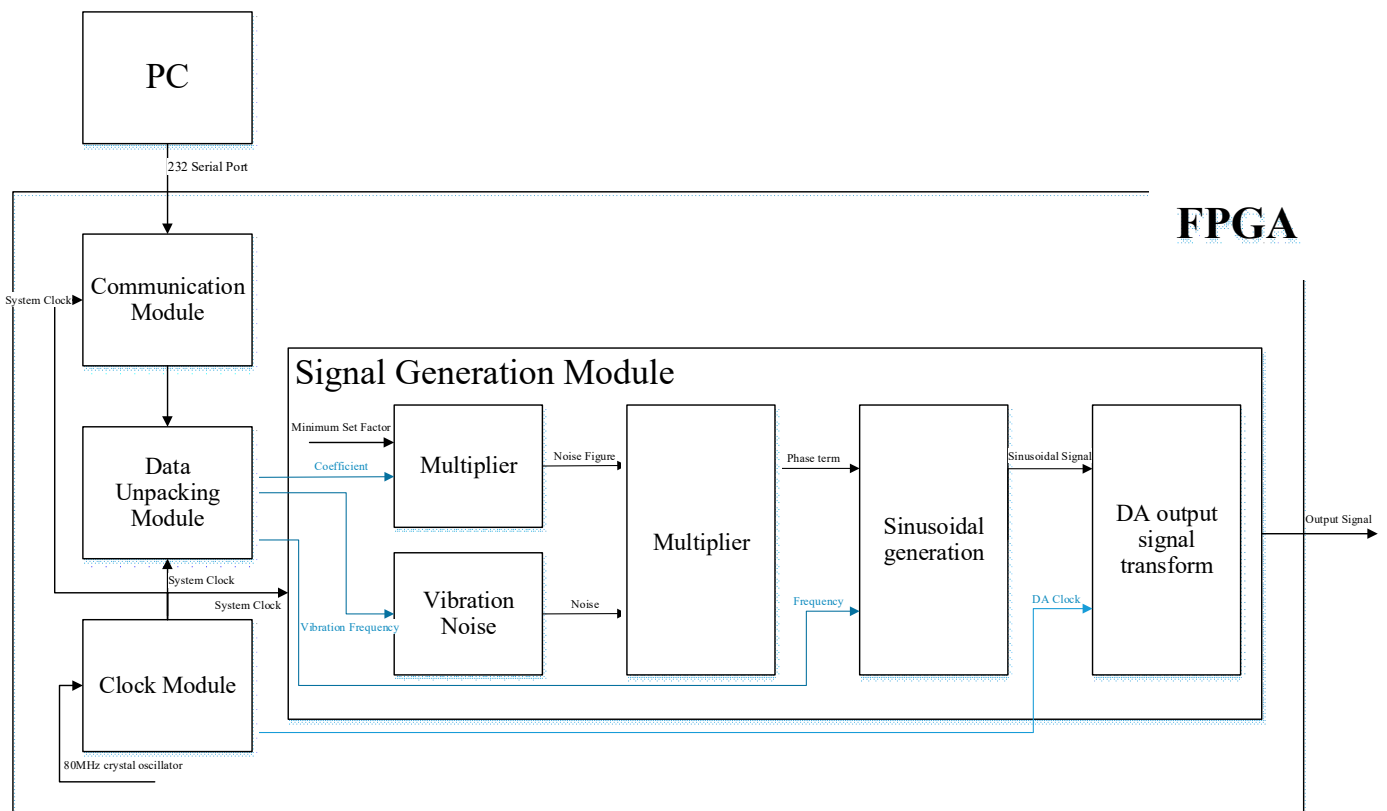 PC
232 Serial Port
FPGA
Communication
Module
System Clock
Signal Generation Module
Minimum Set Factor
Multiplier
Noise Figure
Phase term
Sinusoidal Signal
Coefficient
Data
Unpacking
Module
Multiplier
Sinusoidal
generation
DA output
signal
transform
Output Signal
System Clock
System Clock
Vibration
Noise
Noise
Frequency
DA Clock
Vibration Frequency
Clock Module
80MHz crystal oscillator